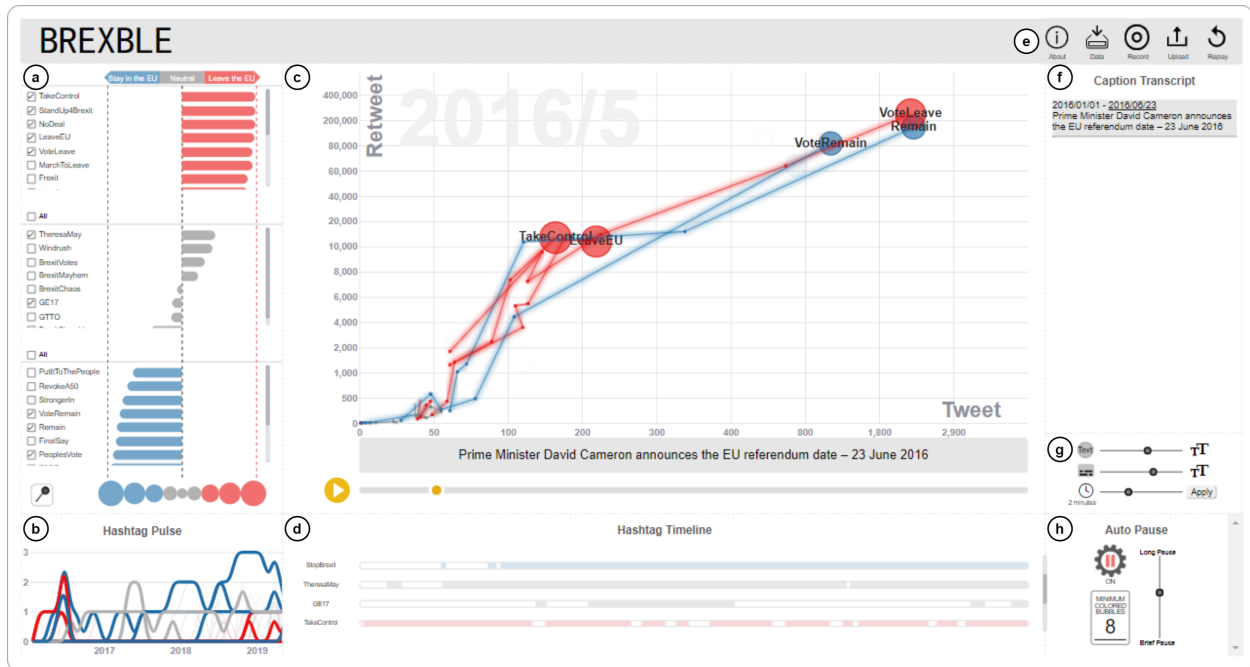 BREXBLE
e
About
Data
Record
Upload
Replay
a
Stay in the EU
Neutral
Leave the EU
TakeControl
StandUp4Brexit
NoDeal
LeaveEU
VoteLeave
MarchToLeave
Frexit
All
TheresaMay
Windrush
BrexitVotes
BrexitMayhem
BrexitChaos
GE17
GTTO
All
PutItToThePeople
RevokeA50
StrongerIn
VoteRemain
Remain
FinalSay
PeoplesVote
c
2016/5
Retweet
400,000
200,000
80,000
60,000
40,000
20,000
10,000
8,000
6,000
4,000
2,000
1,000
500
0
VoteLeave
Remain
VoteRemain
TakeControl
LeaveEU
Tweet
0
50
100
200
300
400
800
1,800
2,900
Prime Minister David Cameron announces the EU referendum date – 23 June 2016
f
Caption Transcript
2016/01/01 - 2016/06/23
Prime Minister David Cameron announces
the EU referendum date – 23 June 2016
g
Text
TT
TT
2 minutes
Apply
b
Hashtag Pulse
3
2
1
0
2017
2018
2019
d
Hashtag Timeline
StopBrexit
TheresaMay
GE17
TakeControl
h
Auto Pause
ON
MINIMUM
COLORED
BUBBLES
8
Long Pause
Brief Pause